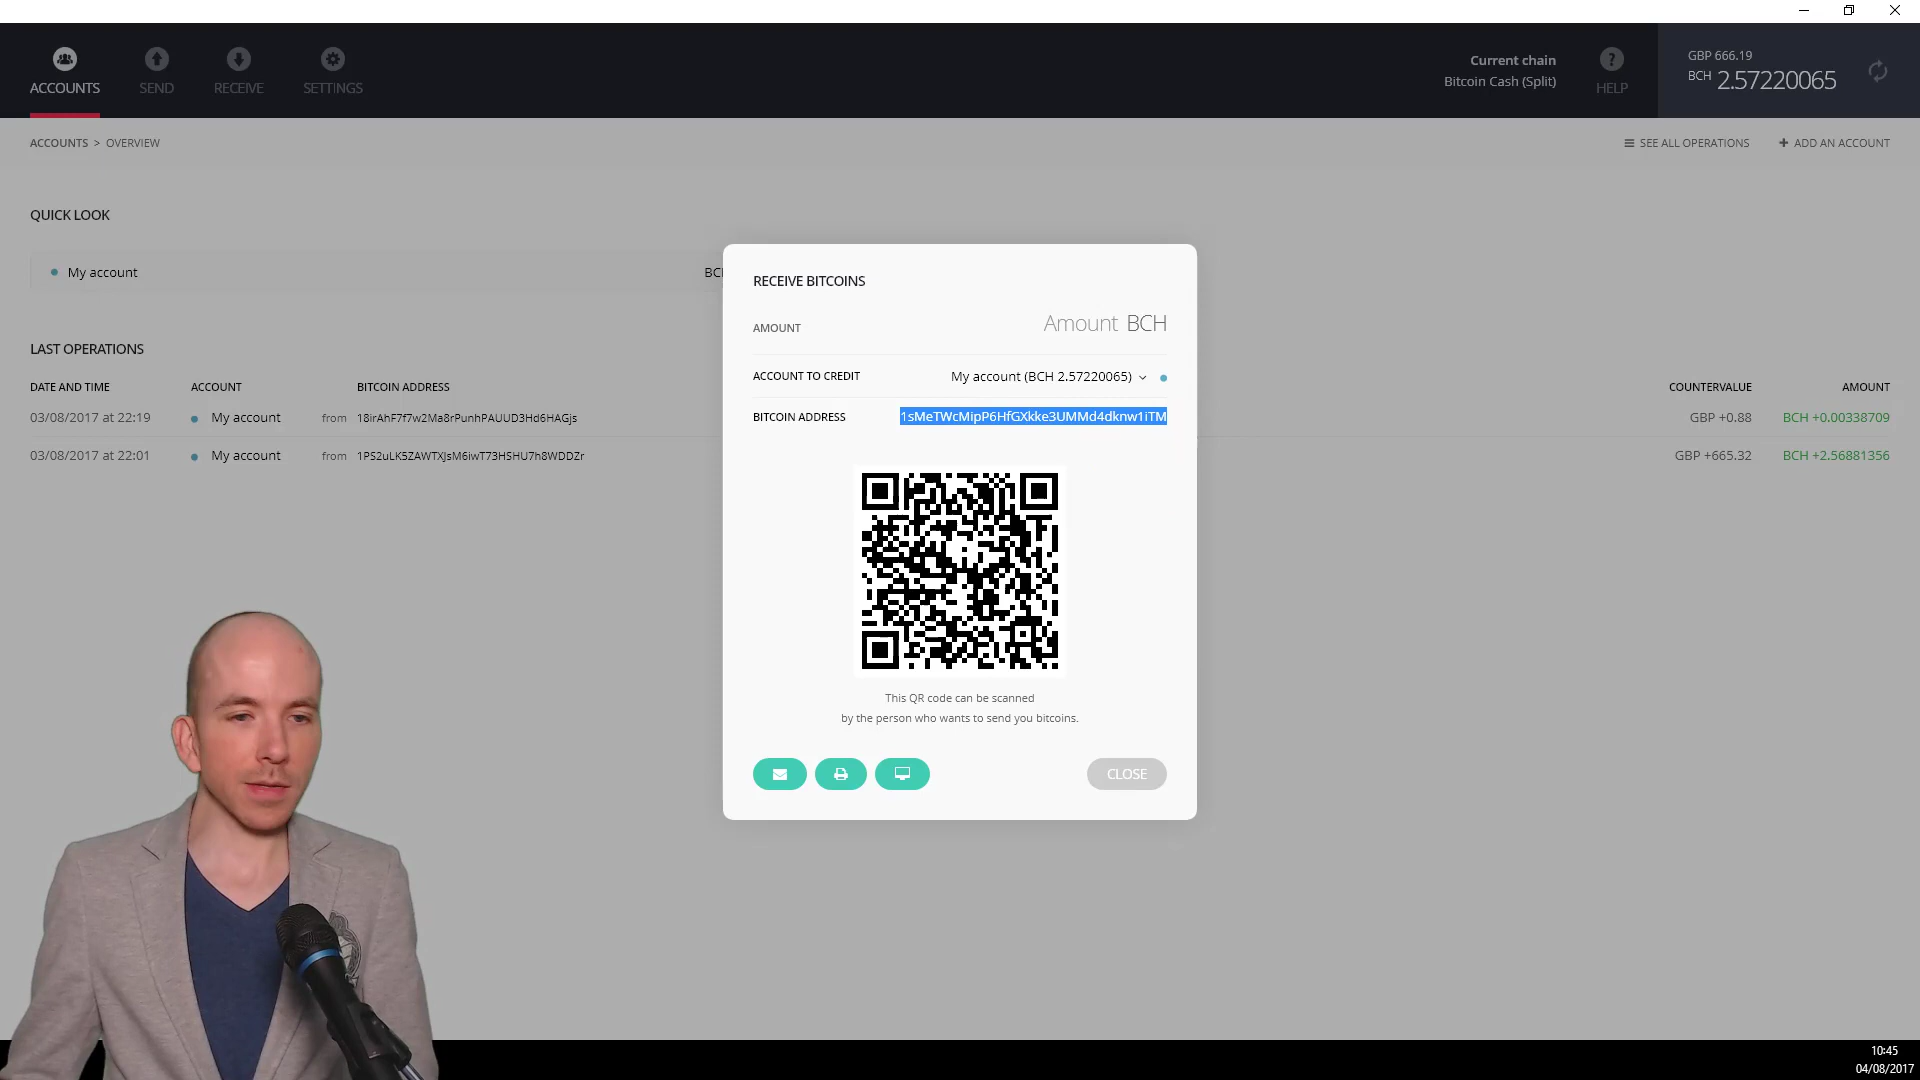 ACCOUNTS
SEND
RECEIVE
SETTINGS
Current chain
Bitcoin Cash (Split)
?
HELP
GBP 666.19
BCH 2.57220065
ACCOUNTS > OVERVIEW
SEE ALL OPERATIONS
+ ADD AN ACCOUNT
QUICK LOOK
My account
BCH
LAST OPERATIONS
DATE AND TIME ACCOUNT BITCOIN ADDRESS COUNTERVALUE AMOUNT
03/08/2017 at 22:19 My account from 18irAhF7f7w2Ma8rPunhPAUUD3Hd6HAGjs GBP +0.88 BCH +0.00338709
03/08/2017 at 22:01 My account from 1PS2uLK5ZAWTXJsM6iwT73HSHU7h8WDDZr GBP +665.32 BCH +2.56881356
RECEIVE BITCOINS
AMOUNT Amount BCH
ACCOUNT TO CREDIT My account (BCH 2.57220065)
BITCOIN ADDRESS 1sMeTWcMipP6HfGXkke3UMMd4dknw1iTM
This QR code can be scanned
by the person who wants to send you bitcoins.
CLOSE
10:45
04/08/2017